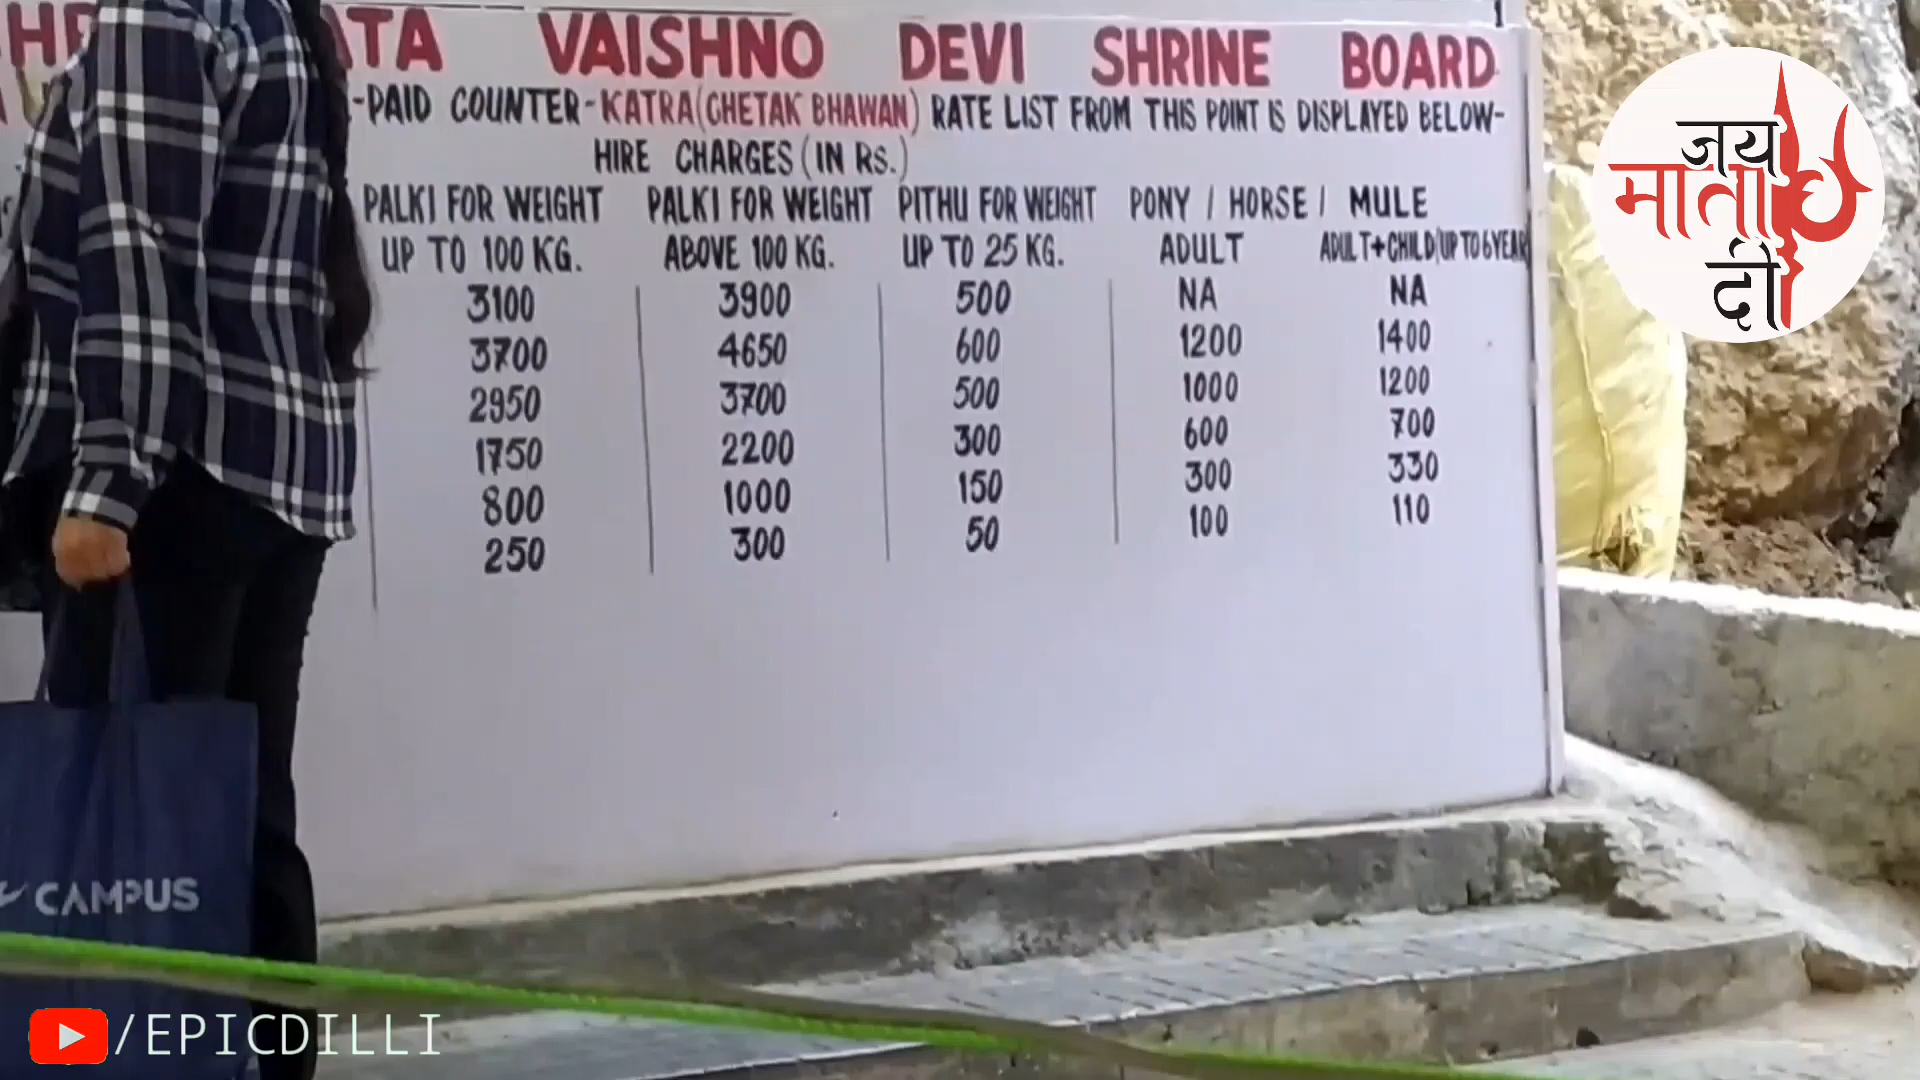 VAISHNO DEVI SHRINE BOARD
-PAID COUNTER-KATRA(CHETAK BHAWAN) RATE LIST FROM THIS POINT IS DISPLAYED BELOW-
HIRE CHARGES (IN Rs.)
PALKI FOR WEIGHT PALKI FOR WEIGHT PITHU FOR WEIGHT PONY / HORSE / MULE
UP TO 100 KG. ABOVE 100 KG. UP TO 25 KG. ADULT ADULT+CHILD(UP TO 6 YEAR
3100 3900 500 NA NA
3700 4650 600 1200 1400
2950 3700 500 1000 1200
1750 2200 300 600 700
800 1000 150 300 330
250 300 50 100 110
जय
माता
दी
CAMPUS
/EPICDILLI